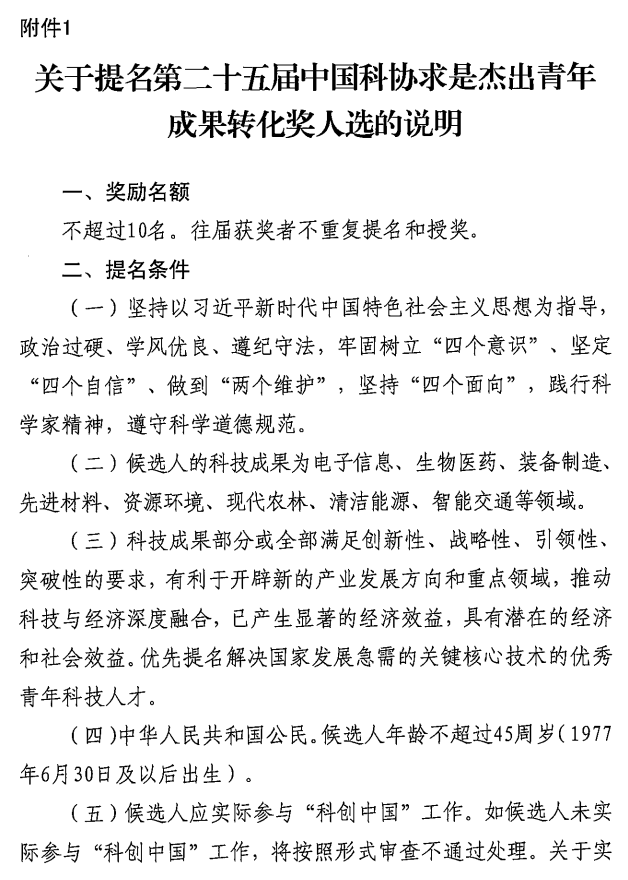 附件1
关于提名第二十五届中国科协求是杰出青年
成果转化奖人选的说明
一、奖励名额
不超过10名。往届获奖者不重复提名和授奖。
二、提名条件
（一）坚持以习近平新时代中国特色社会主义思想为指导，
政治过硬、学风优良、遵纪守法，牢固树立“四个意识”、坚定
“四个自信”、做到“两个维护”，坚持“四个面向”，践行科
学家精神，遵守科学道德规范。
（二）候选人的科技成果为电子信息、生物医药、装备制造、
先进材料、资源环境、现代农林、清洁能源、智能交通等领域。
（三）科技成果部分或全部满足创新性、战略性、引领性、
突破性的要求，有利于开辟新的产业发展方向和重点领域，推动
科技与经济深度融合，已产生显著的经济效益，具有潜在的经济
和社会效益。优先提名解决国家发展急需的关键核心技术的优秀
青年科技人才。
（四）中华人民共和国公民。候选人年龄不超过45周岁（1977
年6月30日及以后出生）。
（五）候选人应实际参与“科创中国”工作。如候选人未实
际参与“科创中国”工作，将按照形式审查不通过处理。关于实